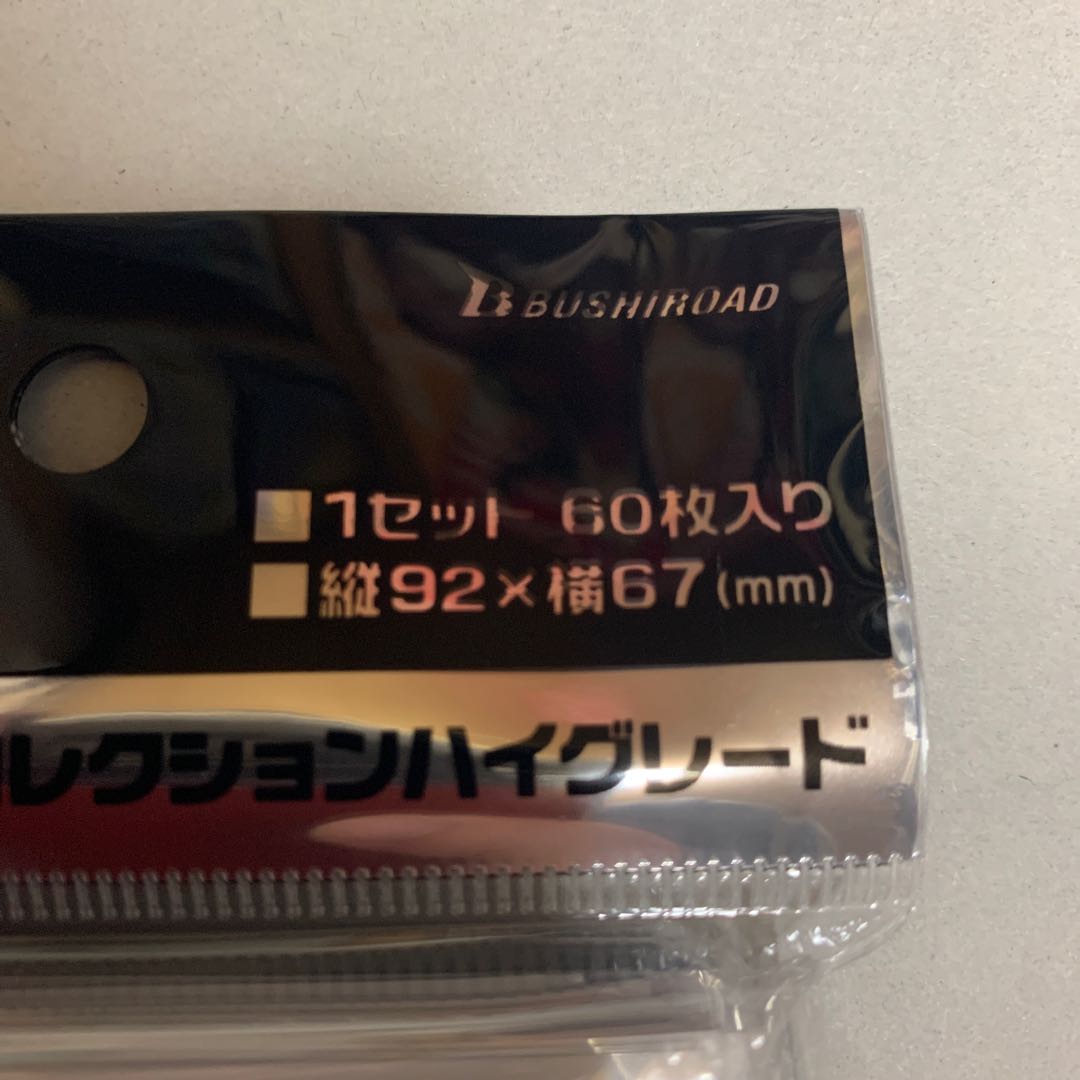 BUSHIROAD
■1セット 60枚入り
■縦92×横67(mm)
レクションハイグレード